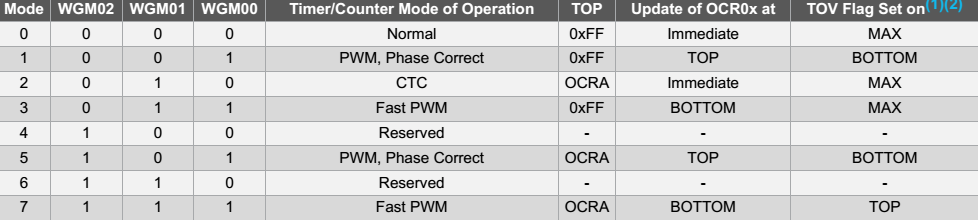 Mode WGM02 WGM01 WGM00 Timer/Counter Mode of Operation TOP Update of OCR0x at TOV Flag Set on(1)(2)
0 0 0 0 Normal 0xFF Immediate MAX
1 0 0 1 PWM, Phase Correct 0xFF TOP BOTTOM
2 0 1 0 CTC OCRA Immediate MAX
3 0 1 1 Fast PWM 0xFF BOTTOM MAX
4 1 0 0 Reserved - - -
5 1 0 1 PWM, Phase Correct OCRA TOP BOTTOM
6 1 1 0 Reserved - - -
7 1 1 1 Fast PWM OCRA BOTTOM TOP